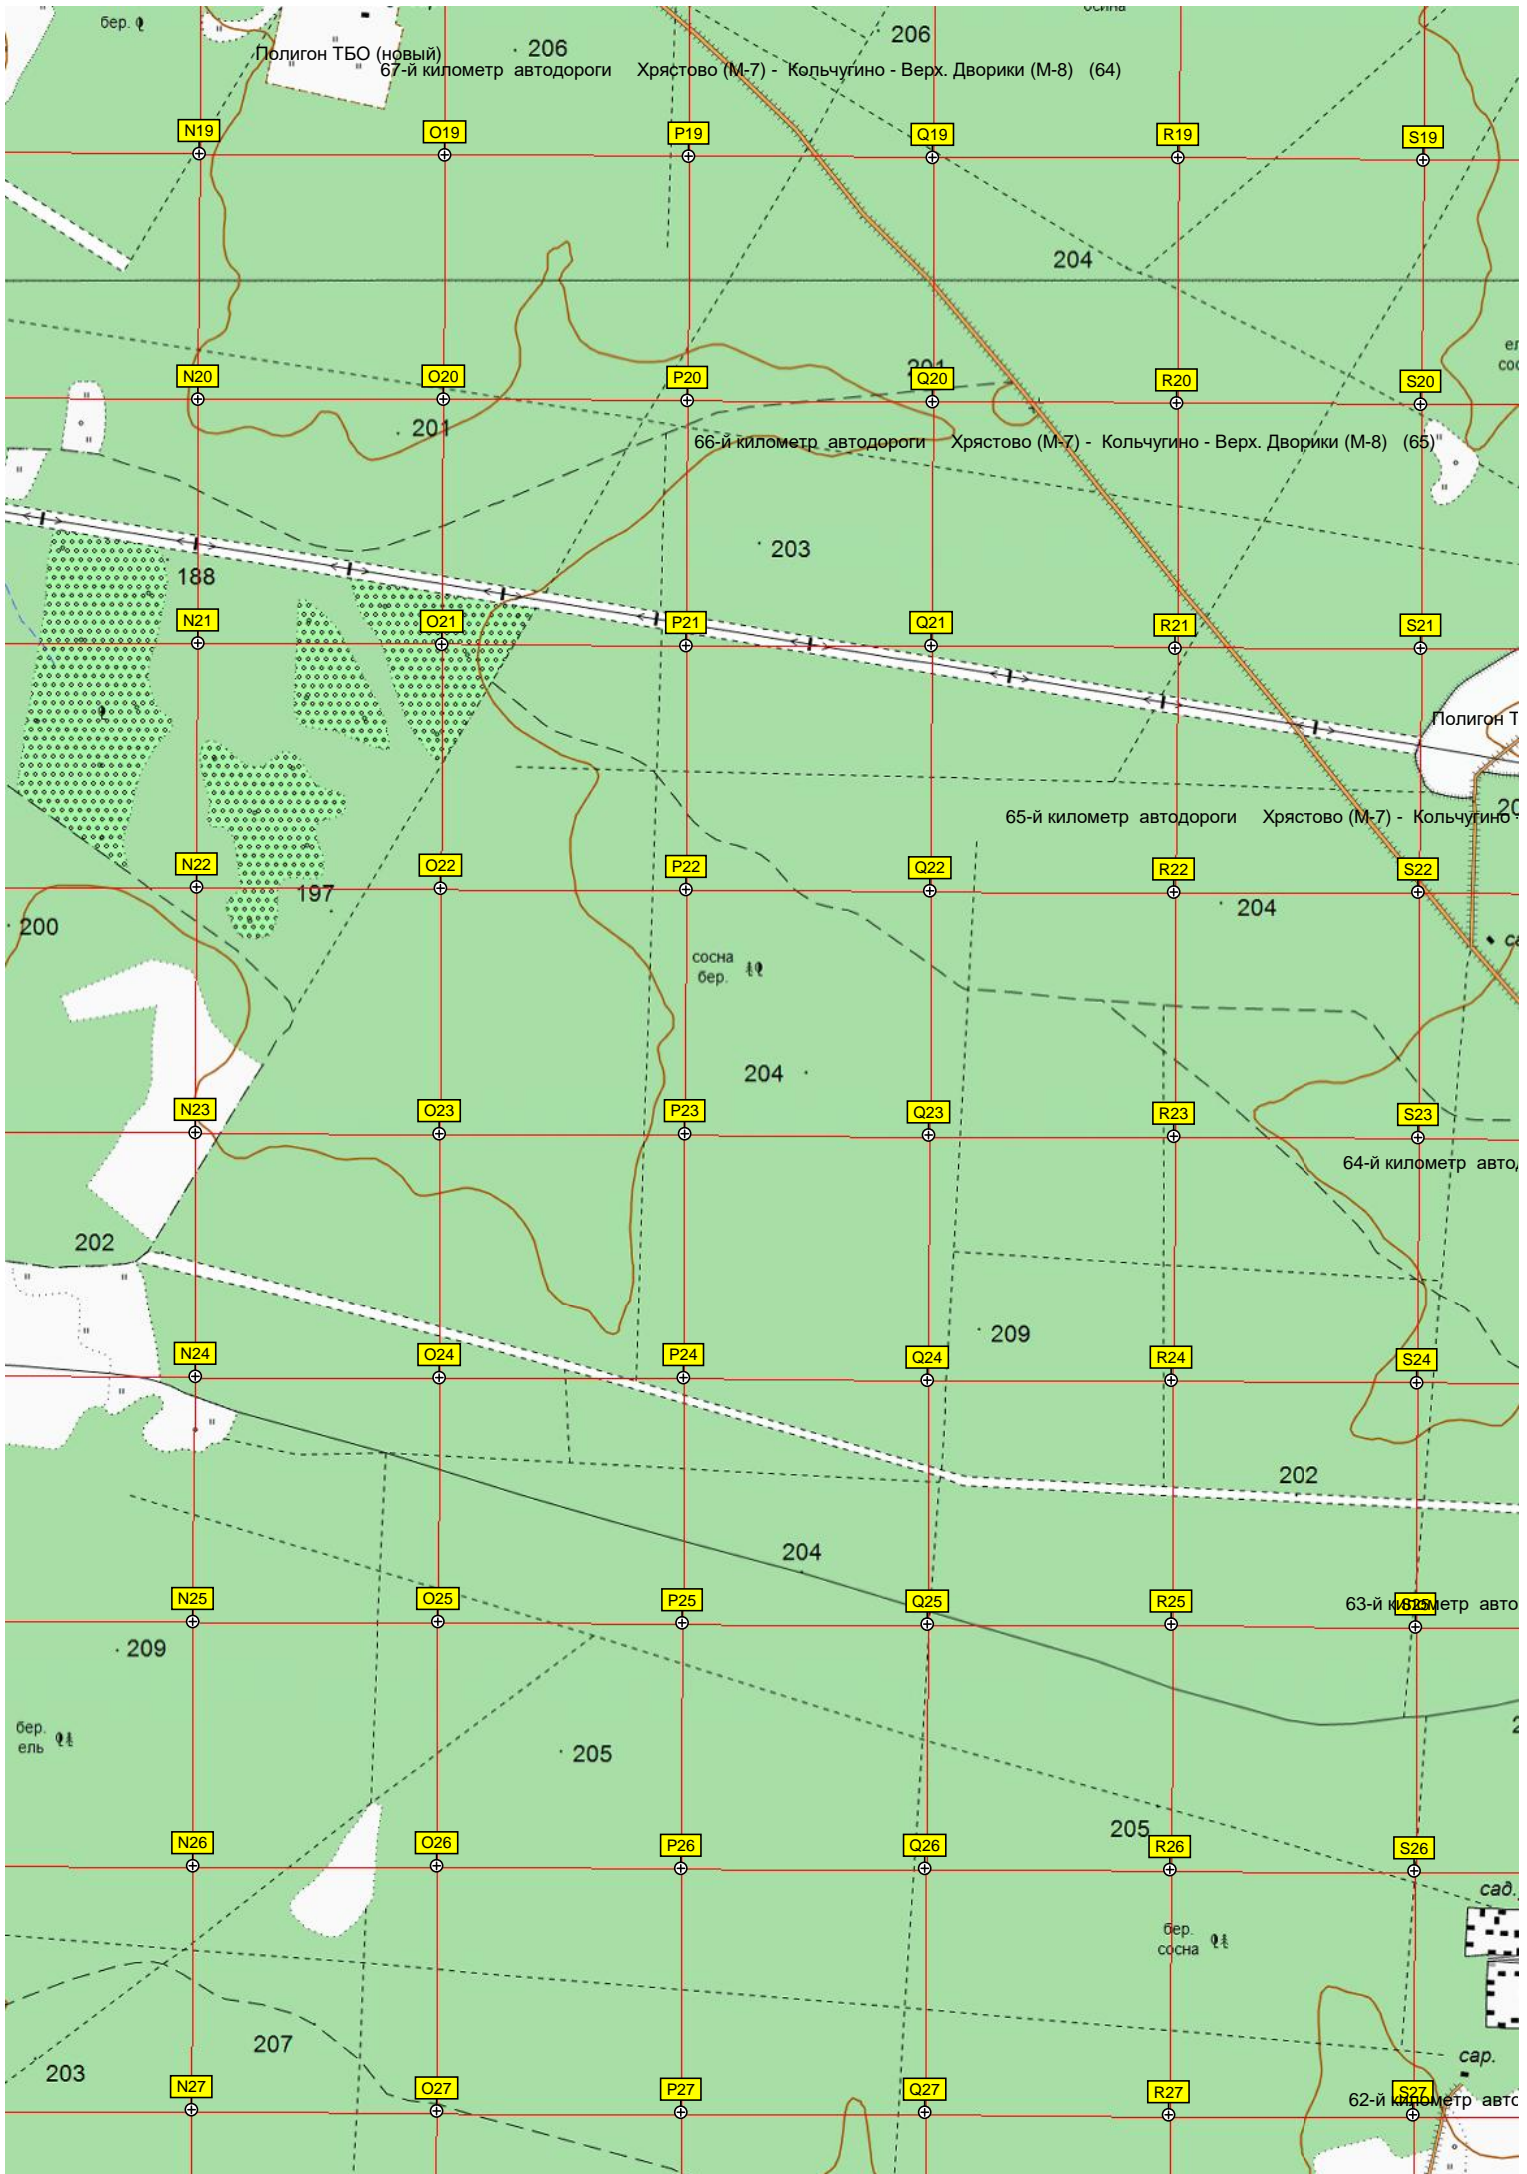 бер.
Полигон ТБО (новый)
206
206
67-й километр автодороги Хрястово (М-7) - Кольчугино - Верх. Дворики (М-8) (64)
N19
O19
P19
Q19
R19
S19
204
N20
O20
P20
Q20
R20
S20
201
66-й километр автодороги Хрястово (М-7) - Кольчугино - Верх. Дворики (М-8) (65)
203
188
N21
O21
P21
Q21
R21
S21
Полигон Т
65-й километр автодороги Хрястово (М-7) - Кольчугино -
20
N22
O22
P22
Q22
R22
S22
197
204
200
са
сосна
бер.
204
N23
O23
P23
Q23
R23
S23
64-й километр авто
202
209
N24
O24
P24
Q24
R24
S24
202
204
N25
O25
P25
Q25
R25
S25
63-й километр авто
209
бер.
ель
205
205
N26
O26
P26
Q26
R26
S26
сад.
бер.
сосна
207
203
сар.
N27
O27
P27
Q27
R27
S27
62-й километр авто